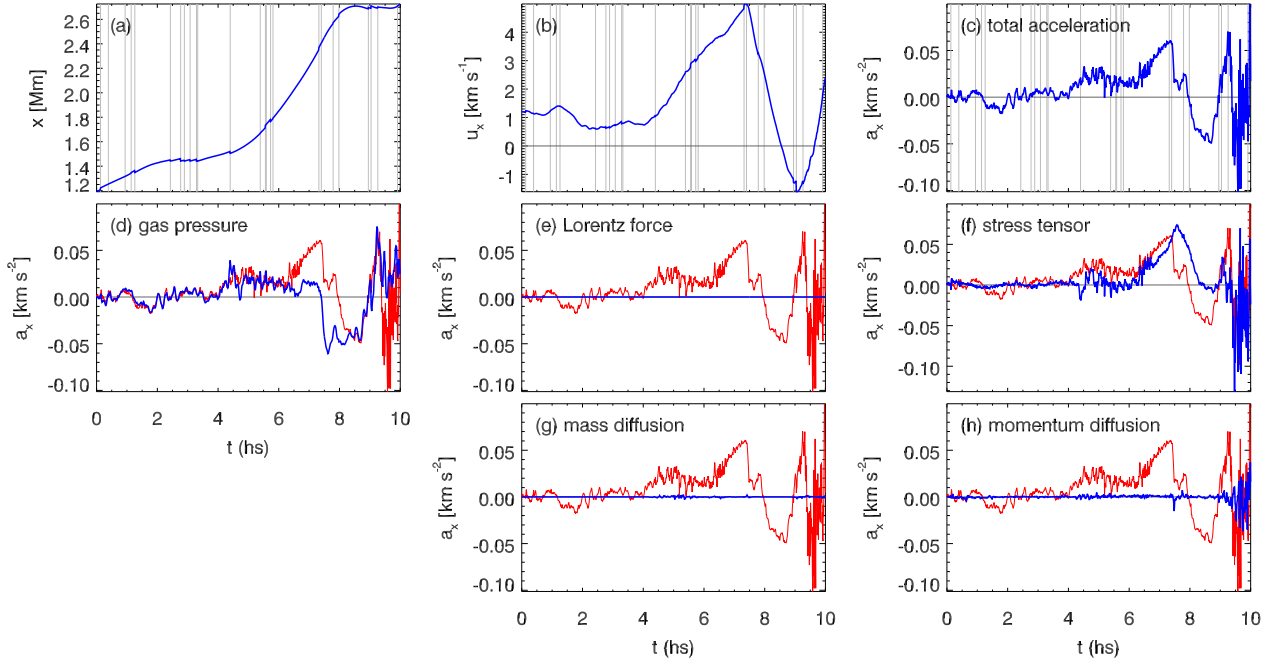 (a)
x [Mm]
2.6
2.4
2.2
2.0
1.8
1.6
1.4
1.2
(b)
u_x [km s^-1]
4
3
2
1
0
-1
(c) total acceleration
a_x [km s^-2]
0.05
0.00
-0.05
-0.10
(d) gas pressure
a_x [km s^-2]
0.05
0.00
-0.05
-0.10
0 2 4 6 8 10
t (hs)
(e) Lorentz force
a_x [km s^-2]
0.05
0.00
-0.05
-0.10
(f) stress tensor
a_x [km s^-2]
0.05
0.00
-0.05
-0.10
(g) mass diffusion
a_x [km s^-2]
0.05
0.00
-0.05
-0.10
0 2 4 6 8 10
t (hs)
(h) momentum diffusion
a_x [km s^-2]
0.05
0.00
-0.05
-0.10
0 2 4 6 8 10
t (hs)